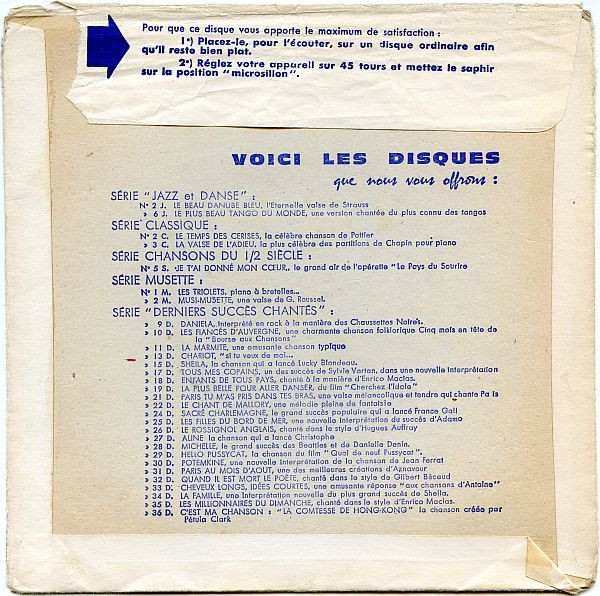 Pour que ce disque vous apporte le maximum de satisfaction :
1°) Placez-le, pour l'écouter, sur un disque ordinaire afin
qu'il reste bien plat.
2°) Réglez votre appareil sur 45 tours et mettez le saphir
sur la position "microsillon".
VOICI LES DISQUES
que nous vous offrons :
SÉRIE "JAZZ et DANSE" :
N° 2 J. LE BEAU DANUBE BLEU, l'Eternelle valse de Strauss
» 6 J. LE PLUS BEAU TANGO DU MONDE, une version chantée du plus connu des tangos
SÉRIE CLASSIQUE :
N° 2 C. LE TEMPS DES CERISES, la célèbre chanson de Pottier
» 3 C. LA VALSE DE L'ADIEU, la plus célèbre des partitions de Chopin pour piano
SÉRIE CHANSONS DU 1/2 SIÈCLE :
N° 5 S. JE T'AI DONNÉ MON CŒUR, le grand air de l'opérette "Le Pays du Sourire
SÉRIE MUSETTE :
N° 1 M. LES TRIOLETS, piano à bretelles...
» 2 M. MUSI-MUSETTE, une valse de G. Roussel.
SÉRIE "DERNIERS SUCCÈS CHANTÉS" :
» 9 D. DANIELA, interprété en rock à la manière des Chaussettes Noires.
» 10 D. LES FIANCÉS D'AUVERGNE, une charmante chanson folklorique Cinq mois en tête de
la "Bourse aux Chansons"
» 11 D. LA MARMITE, une amusante chanson typique
» 13 D. CHARIOT, "si tu veux de moi...
» 15 D. SHEILA, la chanson qui a lancé Lucky Blondeau.
» 17 D. TOUS MES COPAINS, un des succès de Sylvie Vartan, dans une nouvelle interprétation
» 18 D. ENFANTS DE TOUS PAYS, chanté à la manière d'Enrico Macias.
» 19 D. LA PLUS BELLE POUR ALLER DANSER, du film "Cherchez l'Idole"
» 21 D. PARIS TU M'AS PRIS DANS TES BRAS, une valse mélancolique et tendre qui chante Pa is
» 22 D. LE CHANT DE MALLORY, une mélodie pleine de fantaisie
» 24 D. SACRÉ CHARLEMAGNE, le grand succès populaire qui a lancé France Gall
» 25 D. LES FILLES DU BORD DE MER, une nouvelle interprétation du succès d'Adamo
» 26 D. LE ROSSIGNOL ANGLAIS, chanté dans le style d'Hugues Auffray
» 27 D. ALINE la chanson qui a lancé Christophe
» 28 D. MICHELLE, le grand succès des Beattles et de Danielle Denin.
» 29 D. HELLO PUSSYCAT, la chanson du film "Quoi de neuf Pussycat".
» 30 D. POTEMKINE, une nouvelle interprétation de la chanson de Jean Ferrat
» 31 D. PARIS AU MOIS D'AOUT, une des meilleures créations d'Aznavour
» 32 D. QUAND IL EST MORT LE POÈTE, chanté dans le style de Gilbert Bécaud
» 33 D. CHEVEUX LONGS, IDÉES COURTES, une amusante réponse "aux chansons d'Antoine"
» 34 D. LA FAMILLE, une interprétation nouvelle du plus grand succès de Sheila.
» 35 D. LES MILLIONNAIRES DU DIMANCHE, chanté dans le style d'Enrico Macias.
» 36 D. C'EST MA CHANSON : "LA COMTESSE DE HONG-KONG" la chanson créée par
Pétula Clark